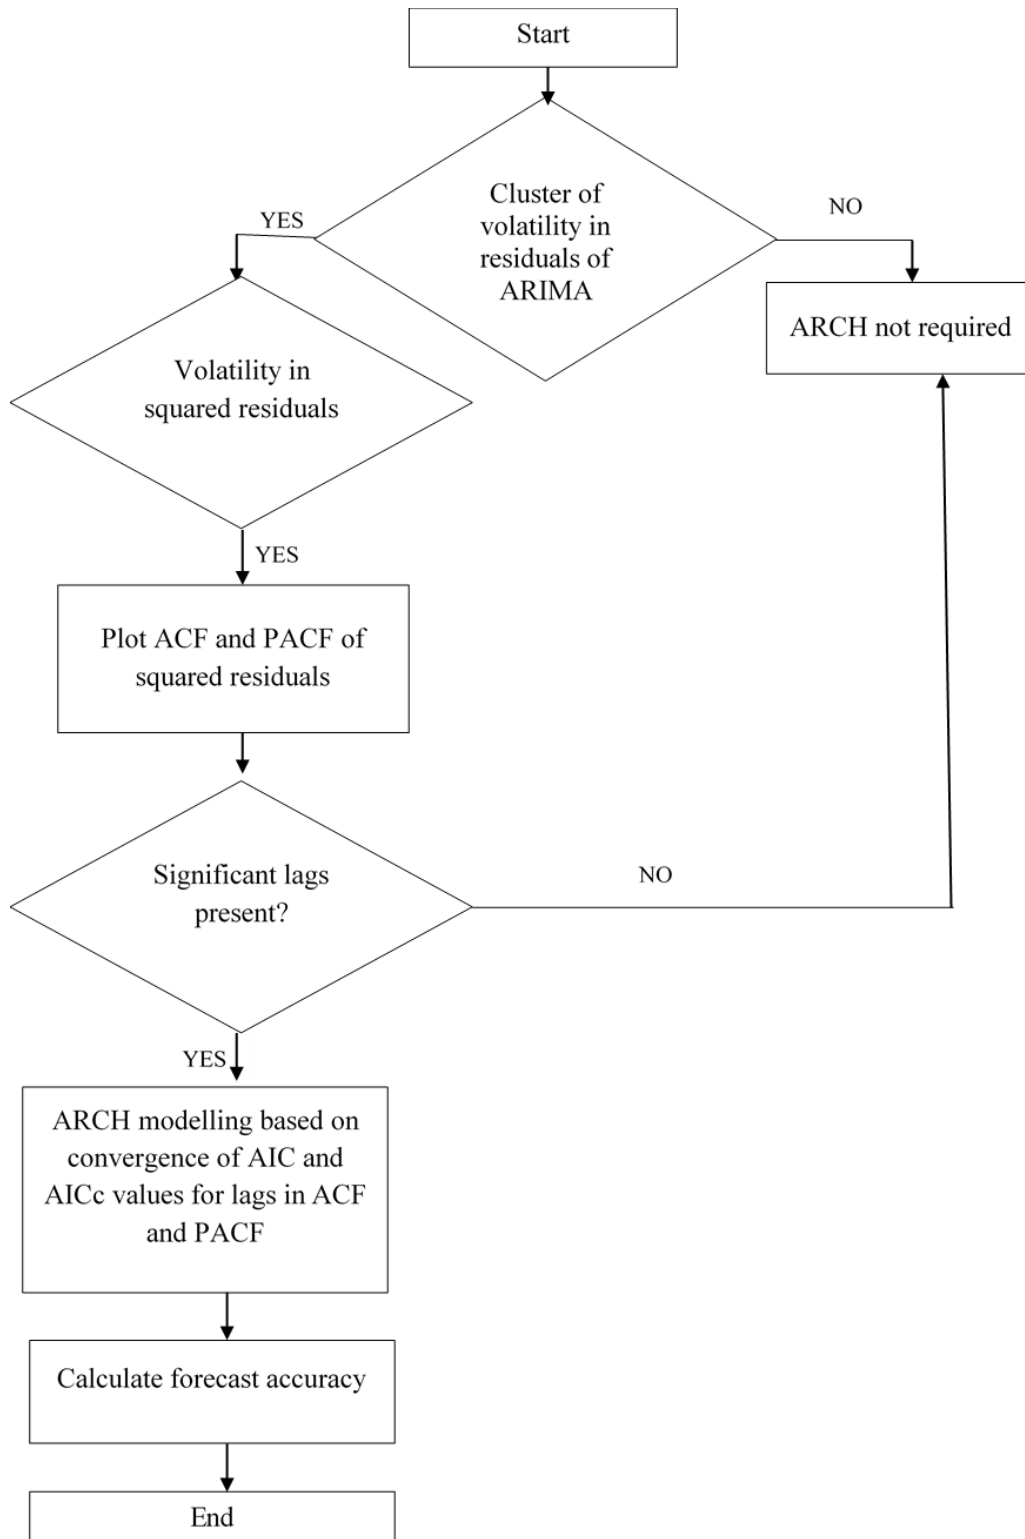 Start
Cluster of
volatility in
residuals of
ARIMA
YES
NO
ARCH not required
Volatility in
squared residuals
YES
Plot ACF and PACF of
squared residuals
Significant lags
present?
NO
YES
ARCH modelling based on
convergence of AIC and
AICc values for lags in ACF
and PACF
Calculate forecast accuracy
End